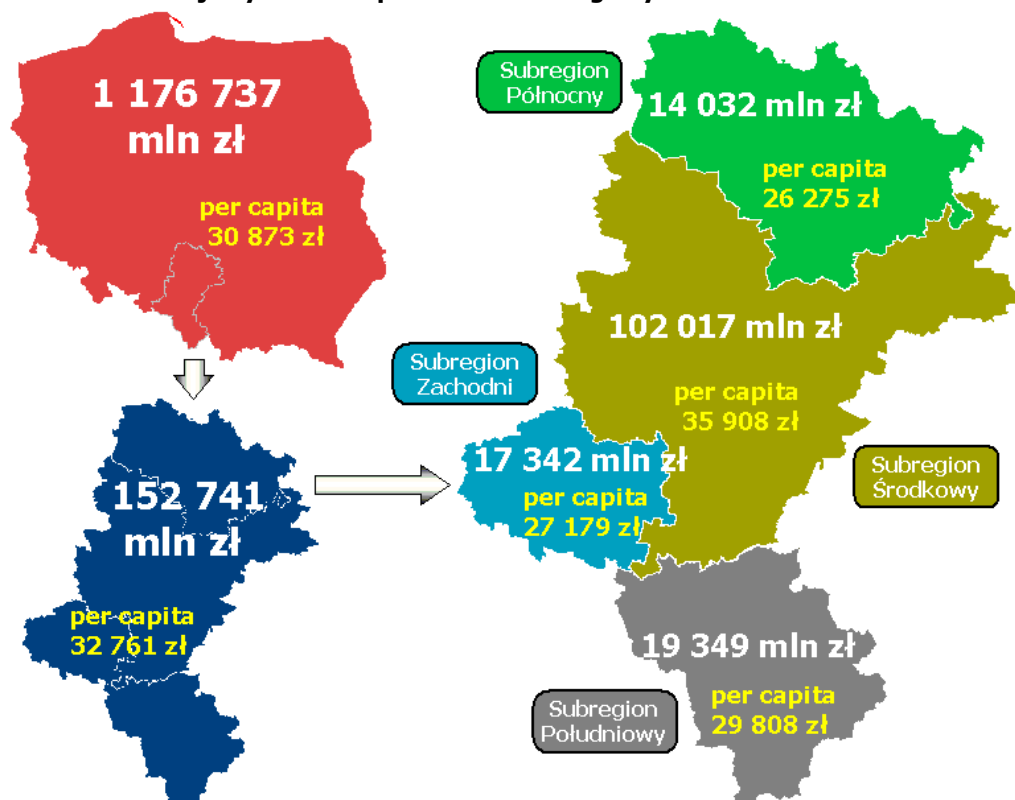 1 176 737
mln zł
per capita
30 873 zł
Subregion
Północny
14 032 mln zł
per capita
26 275 zł
102 017 mln zł
per capita
35 908 zł
Subregion
Zachodni
17 342 mln zł
per capita
27 179 zł
Subregion
Środkowy
152 741
mln zł
per capita
32 761 zł
19 349 mln zł
per capita
29 808 zł
Subregion
Południowy